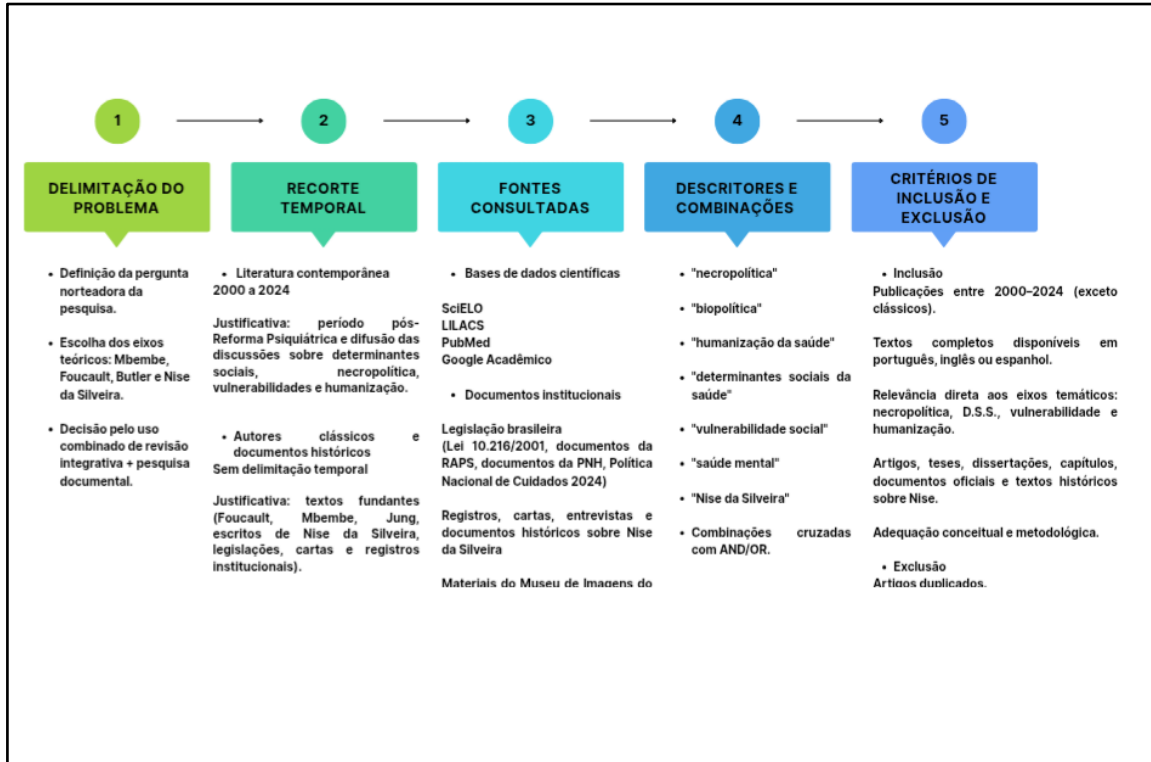 1
2
3
4
5
DELIMITAÇÃO DO
PROBLEMA
RECORTE
TEMPORAL
FONTES
CONSULTADAS
DESCRITORES E
COMBINAÇÕES
CRITÉRIOS DE
INCLUSÃO E
EXCLUSÃO
• Definição da pergunta
norteadora da
pesquisa.
• Escolha dos eixos
teóricos: Mbembe,
Foucault, Butler e Nise
da Silveira.
• Decisão pelo uso
combinado de revisão
integrativa + pesquisa
documental.
• Literatura contemporânea
2000 a 2024
Justificativa: período pós-
Reforma Psiquiátrica e difusão das
discussões sobre determinantes
sociais, necropolítica,
vulnerabilidades e humanização.
• Autores clássicos e
documentos históricos
Sem delimitação temporal
Justificativa: textos fundantes
(Foucault, Mbembe, Jung,
escritos de Nise da Silveira,
legislações, cartas e registros
institucionais).
• Bases de dados científicas
SciELO
LILACS
PubMed
Google Acadêmico
• Documentos institucionais
Legislação brasileira
(Lei 10.216/2001, documentos da
RAPS, documentos da PNH, Política
Nacional de Cuidados 2024)
Registros, cartas, entrevistas e
documentos históricos sobre Nise
da Silveira
Materiais do Museu de Imagens do
• "necropolítica"
• "biopolítica"
• "humanização da saúde"
• "determinantes sociais da
saúde"
• "vulnerabilidade social"
• "saúde mental"
• "Nise da Silveira"
• Combinações cruzadas
com AND/OR.
• Inclusão
Publicações entre 2000–2024 (exceto
clássicos).
Textos completos disponíveis em
português, inglês ou espanhol.
Relevância direta aos eixos temáticos:
necropolítica, D.S.S., vulnerabilidade e
humanização.
Artigos, teses, dissertações, capítulos,
documentos oficiais e textos históricos
sobre Nise.
Adequação conceitual e metodológica.
• Exclusão
Artigos duplicados.